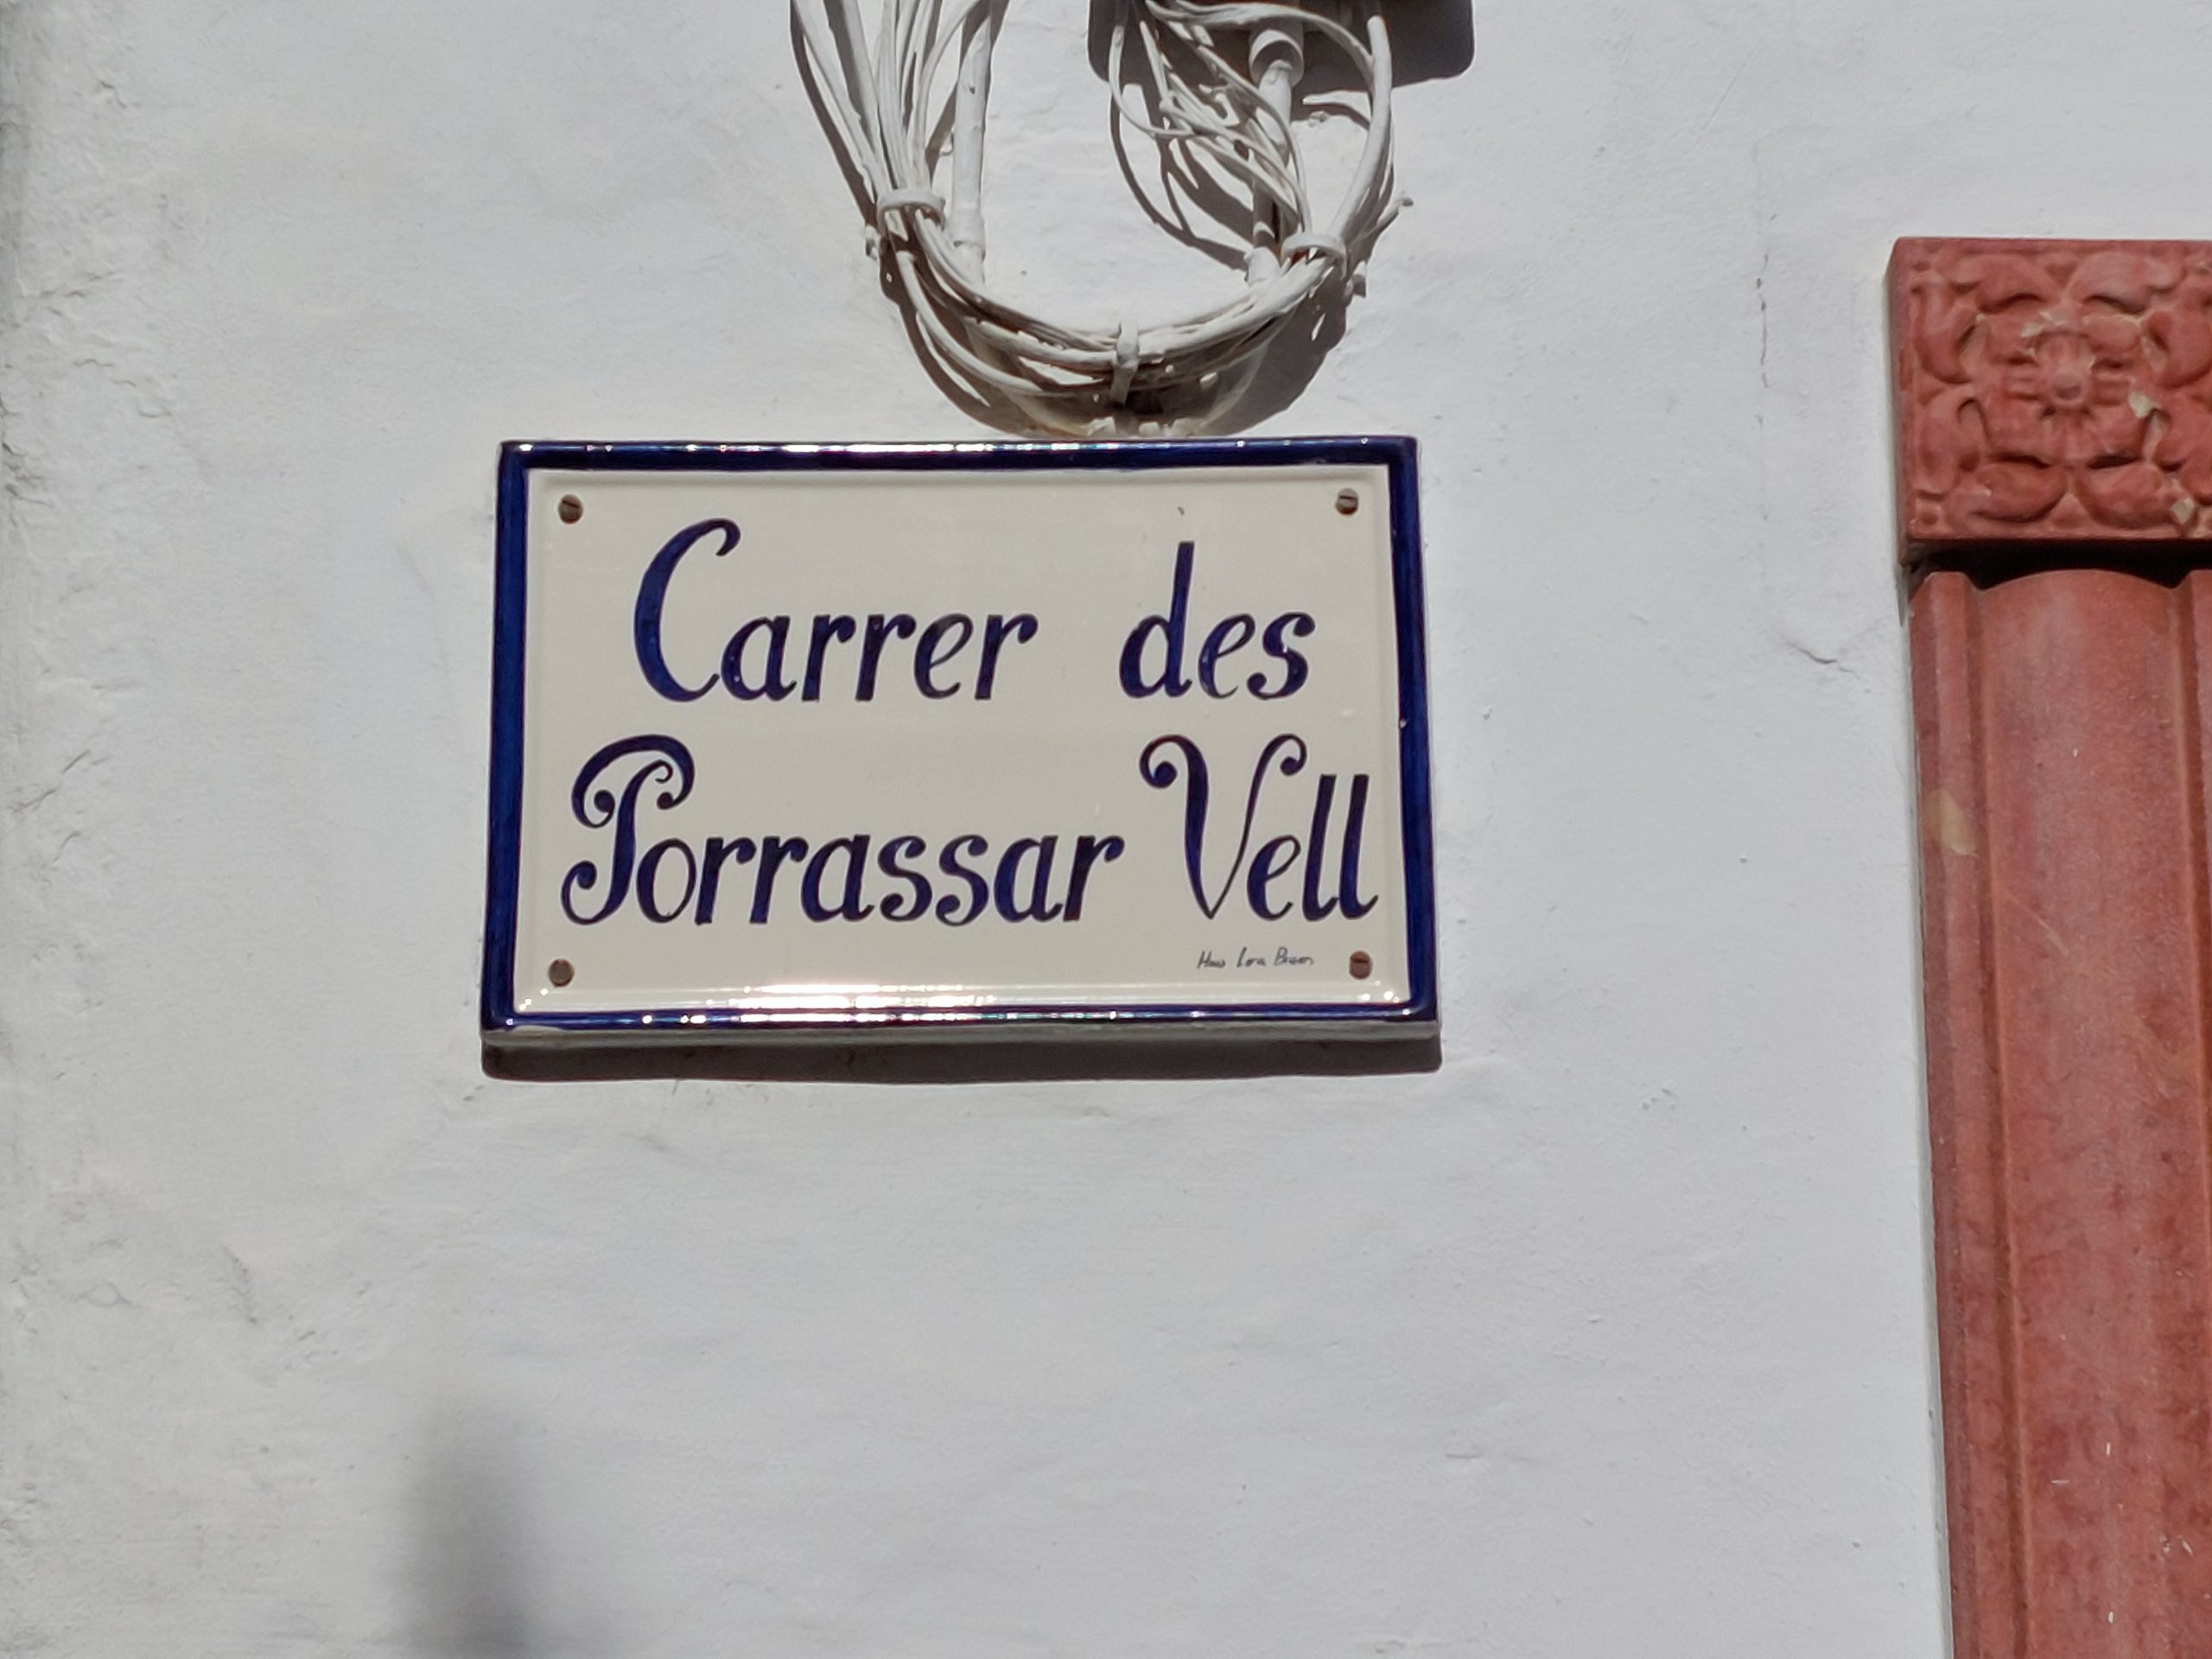 Carrer des
Porrassar Vell